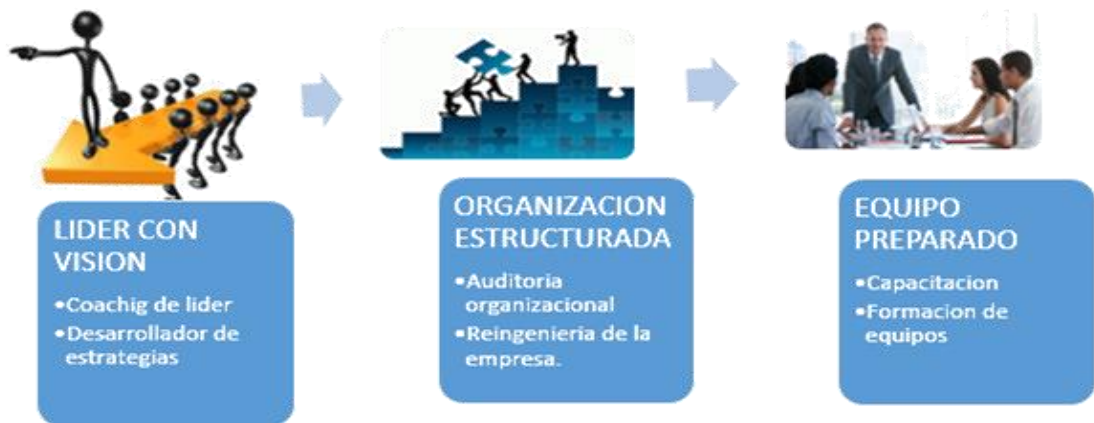 LIDER CON
VISION
•Coachig de lider
•Desarrollador de
estrategias
ORGANIZACION
ESTRUCTURADA
•Auditoria
organizacional
•Reingenieria de la
empresa.
EQUIPO
PREPARADO
•Capacitacion
•Formacion de
equipos